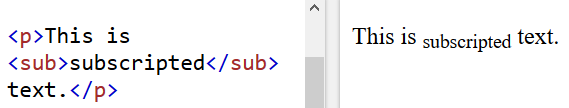 <p>This is
<sub>subscripted</sub>
text.</p>
This is subscripted text.